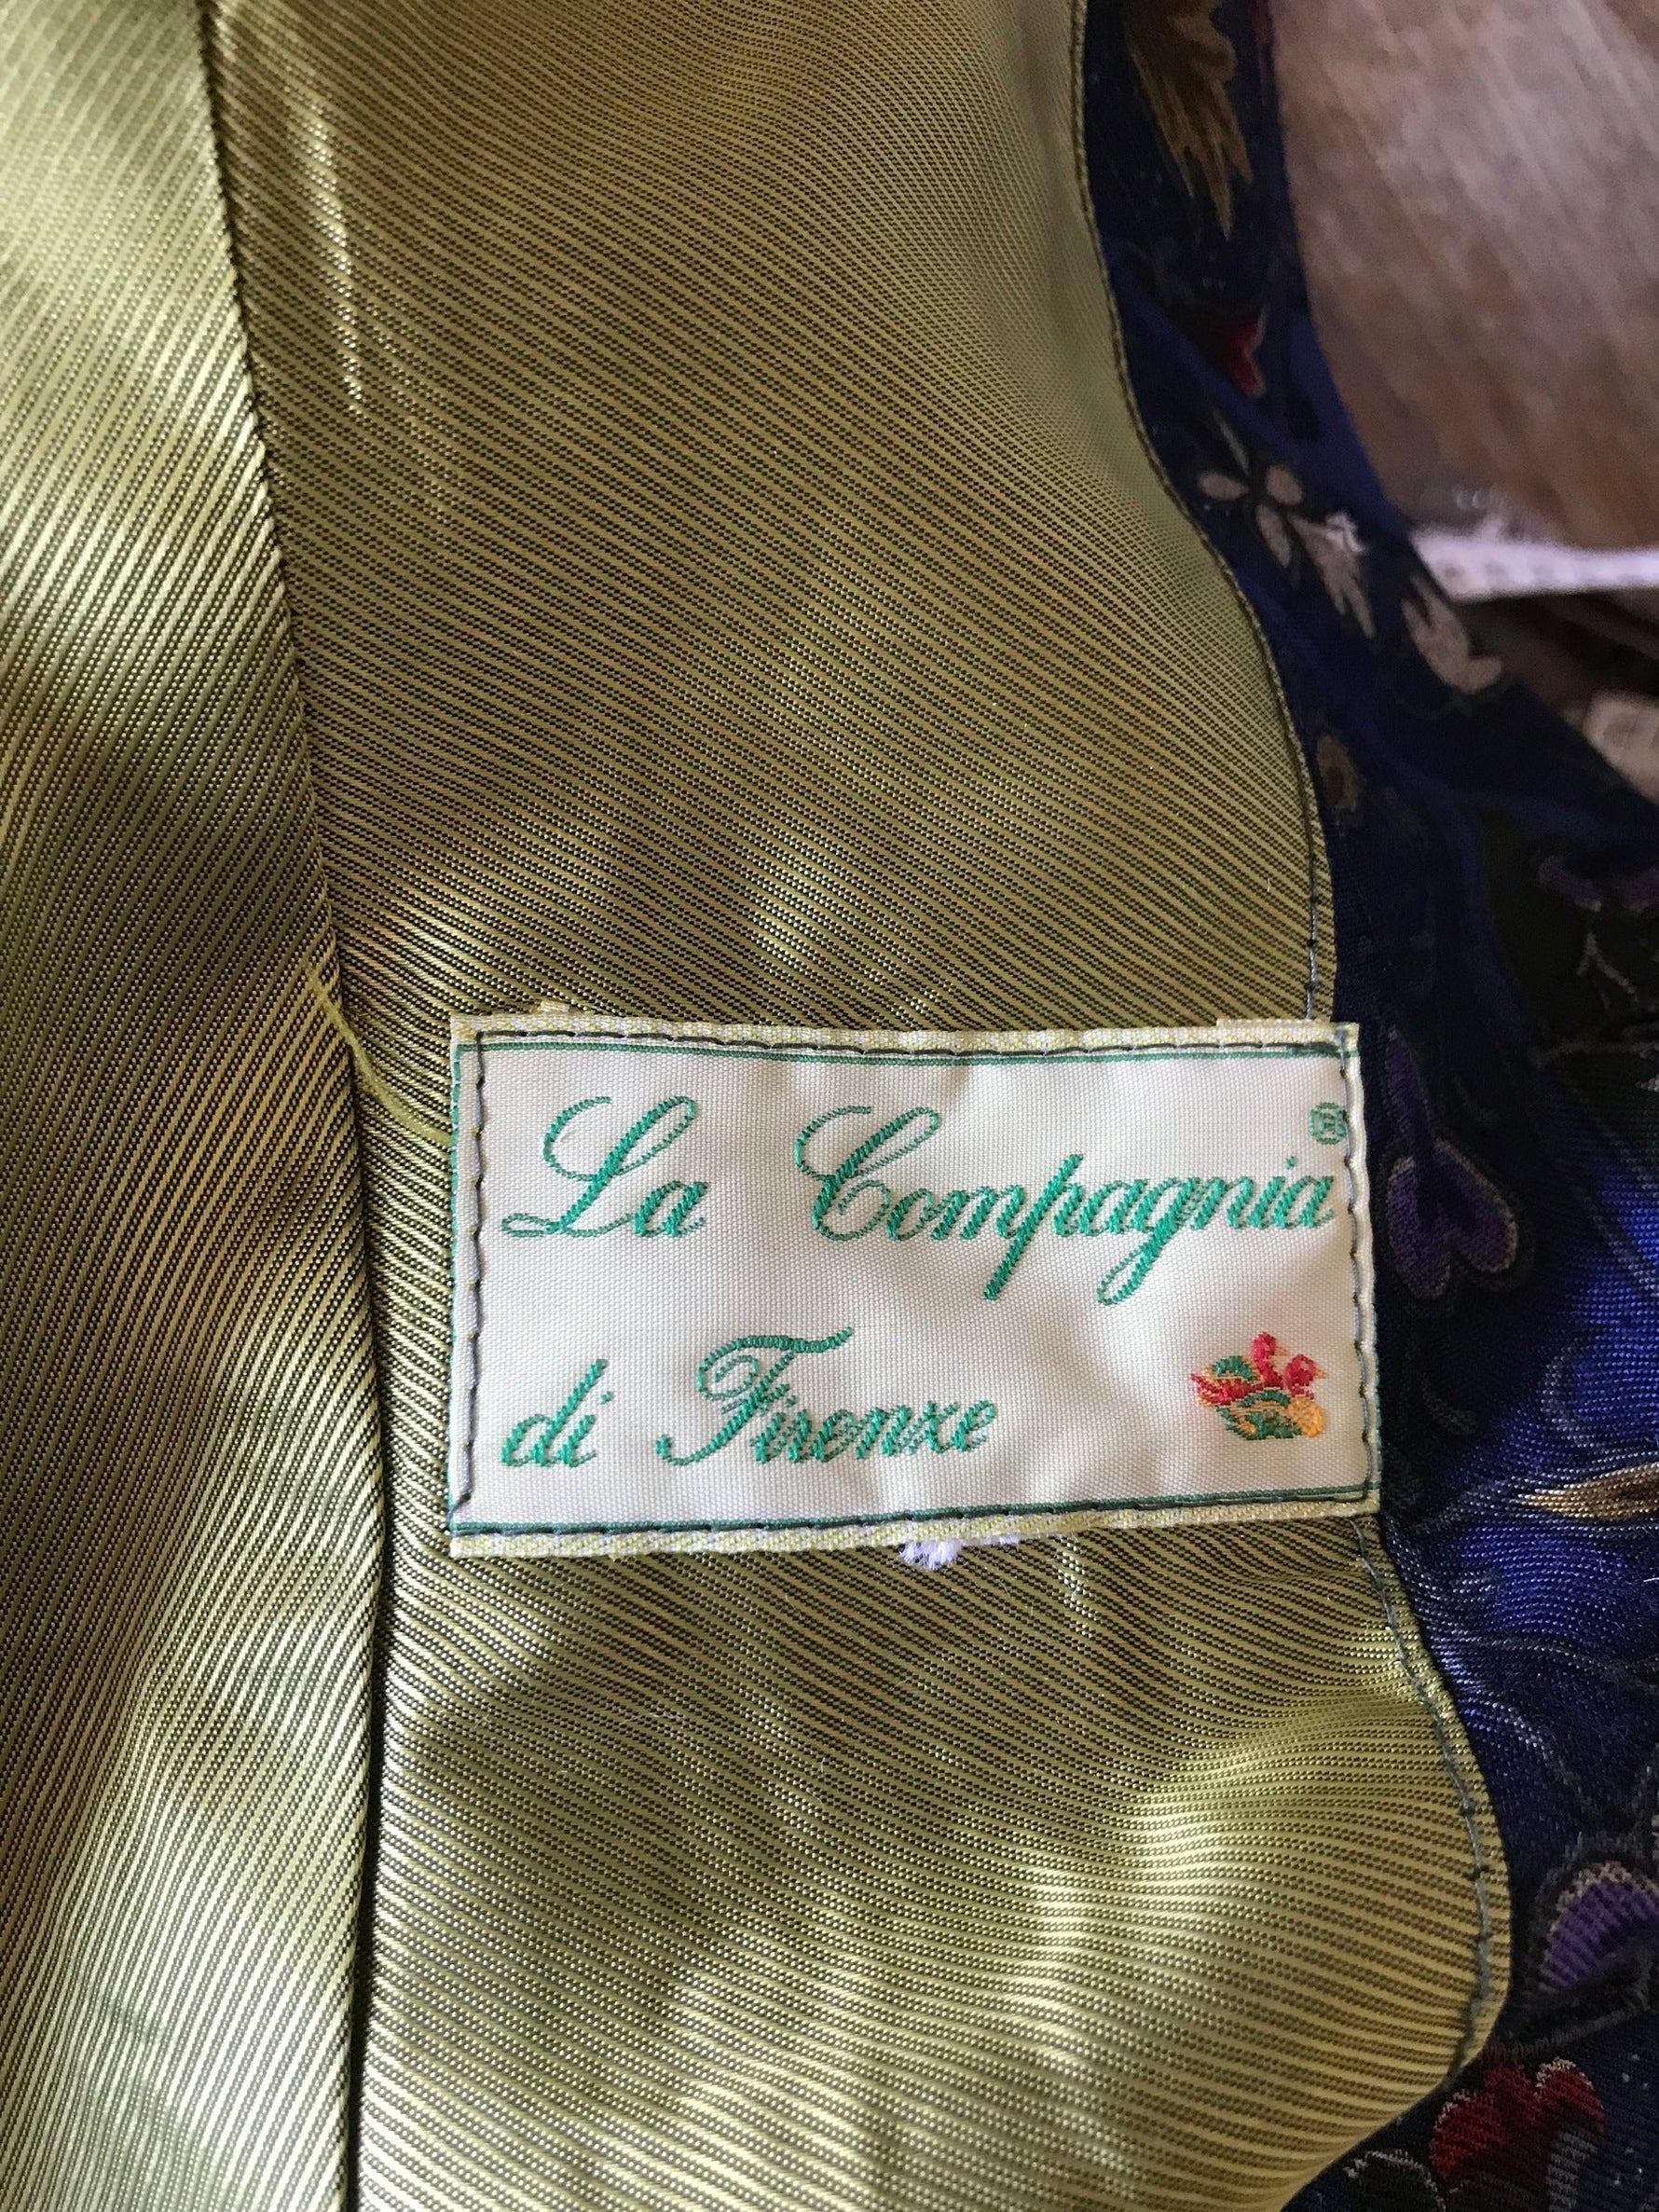 La Compagnia®
di Firenze